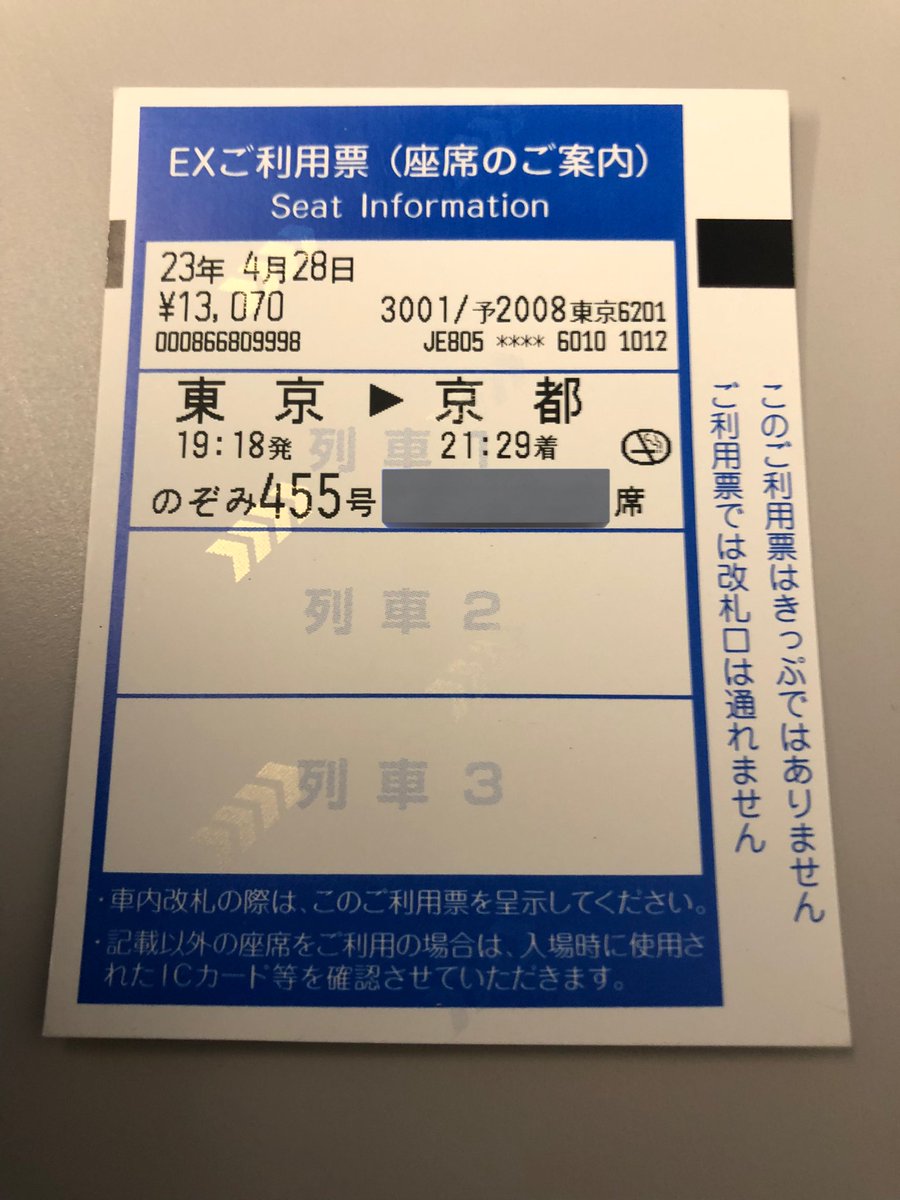 EXご利用票（座席のご案内）
Seat Information
23年 4月28日
¥13,070 3001/予2008東京6201
000866809998 JE805 **** 6010 1012
東京▶京都
19:18発 21:29着
列車1
のぞみ455号 席
列車2
列車3
・車内改札の際は、このご利用票を呈示してください。
・記載以外の座席をご利用の場合は、入場時に使用さ
れたICカード等を確認させていただきます。
このご利用票はきっぷではありません
ご利用票では改札口は通れません